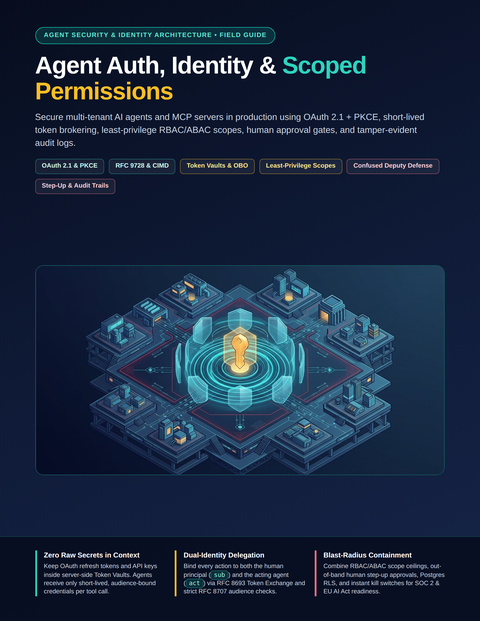 AGENT SECURITY & IDENTITY ARCHITECTURE • FIELD GUIDE
Agent Auth, Identity & Scoped
Permissions
Secure multi-tenant AI agents and MCP servers in production using OAuth 2.1 + PKCE, short-lived
token brokering, least-privilege RBAC/ABAC scopes, human approval gates, and tamper-evident
audit logs.
OAuth 2.1 & PKCE
RFC 9728 & CIMD
Token Vaults & OBO
Least-Privilege Scopes
Confused Deputy Defense
Step-Up & Audit Trails
Zero Raw Secrets in Context
Keep OAuth refresh tokens and API keys
inside server-side Token Vaults. Agents
receive only short-lived, audience-bound
credentials per tool call.
Dual-Identity Delegation
Bind every action to both the human
principal ( sub ) and the acting agent
( act ) via RFC 8693 Token Exchange and
strict RFC 8707 audience checks.
Blast-Radius Containment
Combine RBAC/ABAC scope ceilings, out-
of-band human step-up approvals, Postgres
RLS, and instant kill switches for SOC 2 &
EU AI Act readiness.